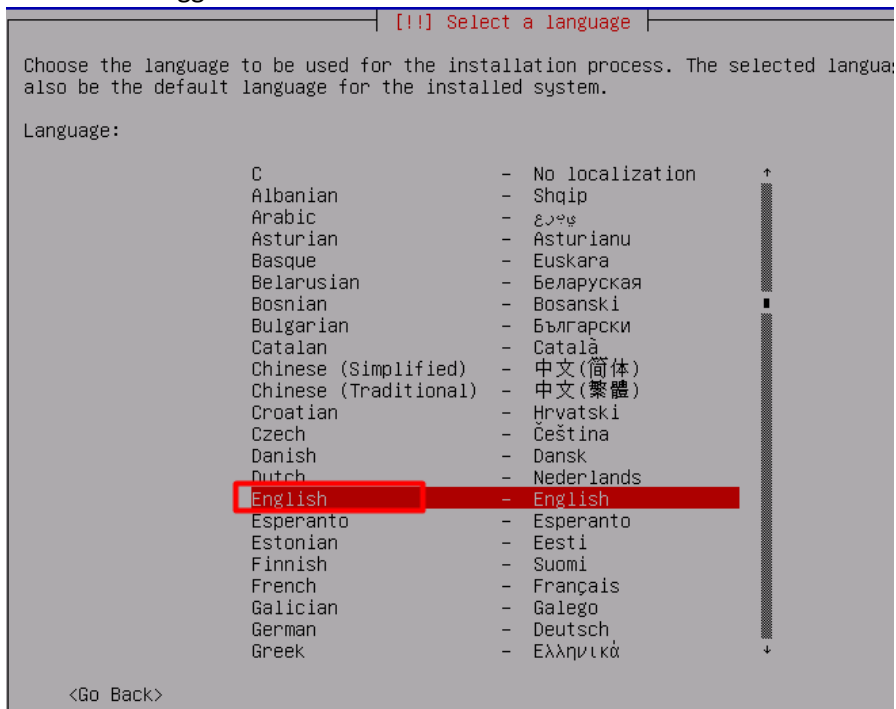 [!!] Select a language
Choose the language to be used for the installation process. The selected langua
also be the default language for the installed system.
Language:
C - No localization
Albanian - Shqip
Arabic - عربي
Asturian - Asturianu
Basque - Euskara
Belarusian - Беларуская
Bosnian - Bosanski
Bulgarian - Български
Catalan - Català
Chinese (Simplified) - 中文(简体)
Chinese (Traditional) - 中文(繁體)
Croatian - Hrvatski
Czech - Čeština
Danish - Dansk
Dutch - Nederlands
English - English
Esperanto - Esperanto
Estonian - Eesti
Finnish - Suomi
French - Français
Galician - Galego
German - Deutsch
Greek - Ελληνικά
<Go Back>